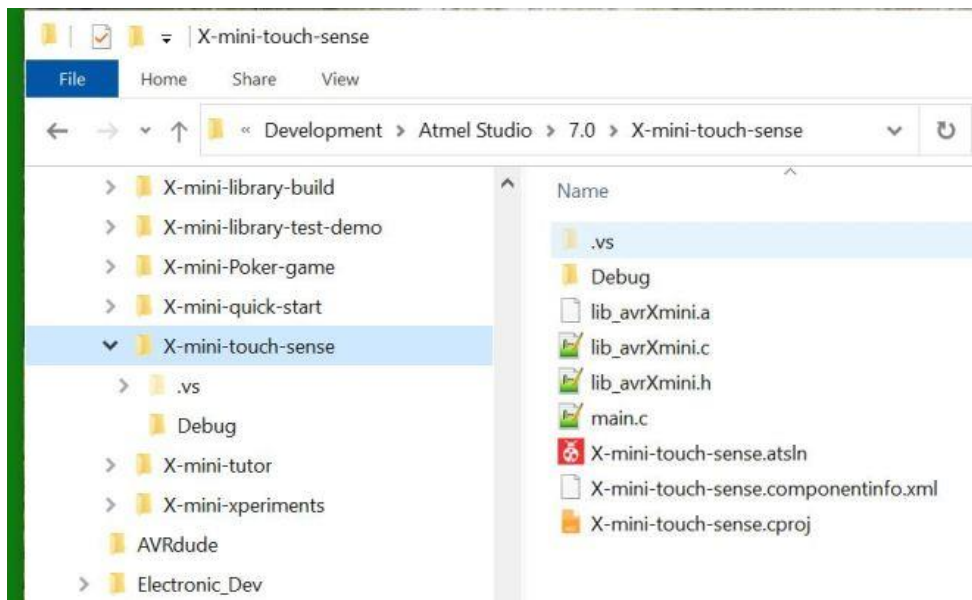 X-mini-touch-sense
File Home Share View
« Development > Atmel Studio > 7.0 > X-mini-touch-sense
X-mini-library-build
X-mini-library-test-demo
X-mini-Poker-game
X-mini-quick-start
X-mini-touch-sense
.vs
Debug
X-mini-tutor
X-mini-xperiments
AVRdude
Electronic_Dev
Name
.vs
Debug
lib_avrXmini.a
lib_avrXmini.c
lib_avrXmini.h
main.c
X-mini-touch-sense.atsln
X-mini-touch-sense.componentinfo.xml
X-mini-touch-sense.cproj